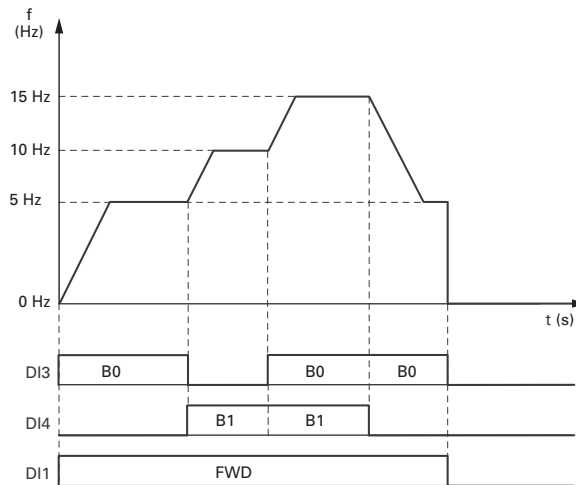 f
(Hz)
15 Hz
10 Hz
5 Hz
0 Hz
t (s)
DI3 B0 B0 B0
DI4 B1 B1
DI1 FWD